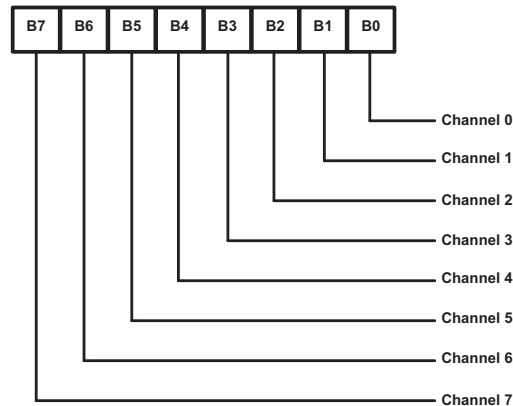 B7 B6 B5 B4 B3 B2 B1 B0
Channel 0
Channel 1
Channel 2
Channel 3
Channel 4
Channel 5
Channel 6
Channel 7